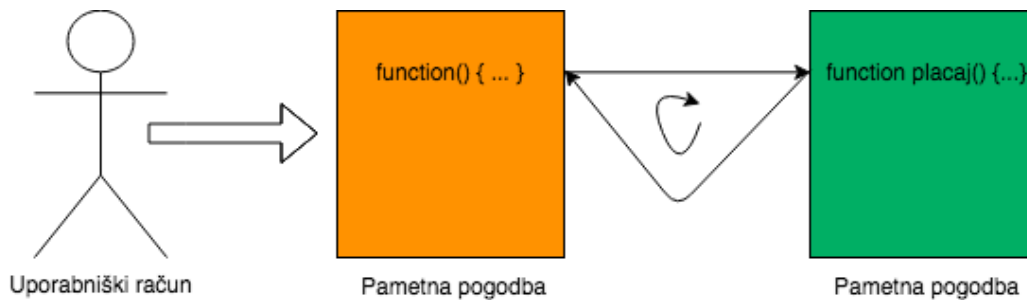 function() { ... }
function placaj() {...}
Uporabniški račun
Pametna pogodba
Pametna pogodba